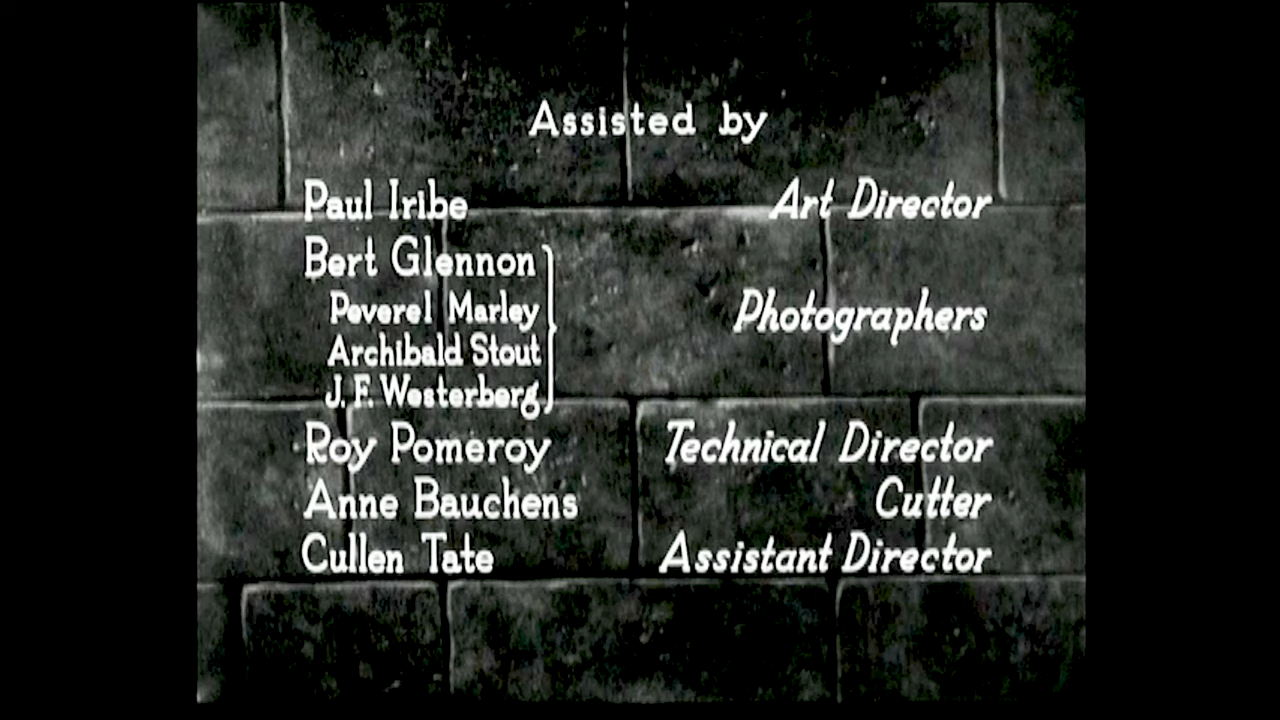 Assisted by
Paul Iribe Art Director
Bert Glennon
Peverel Marley
Photographers
Archibald Stout
J. F. Westerberg
Roy Pomeroy Technical Director
Anne Bauchens Cutter
Cullen Tate Assistant Director